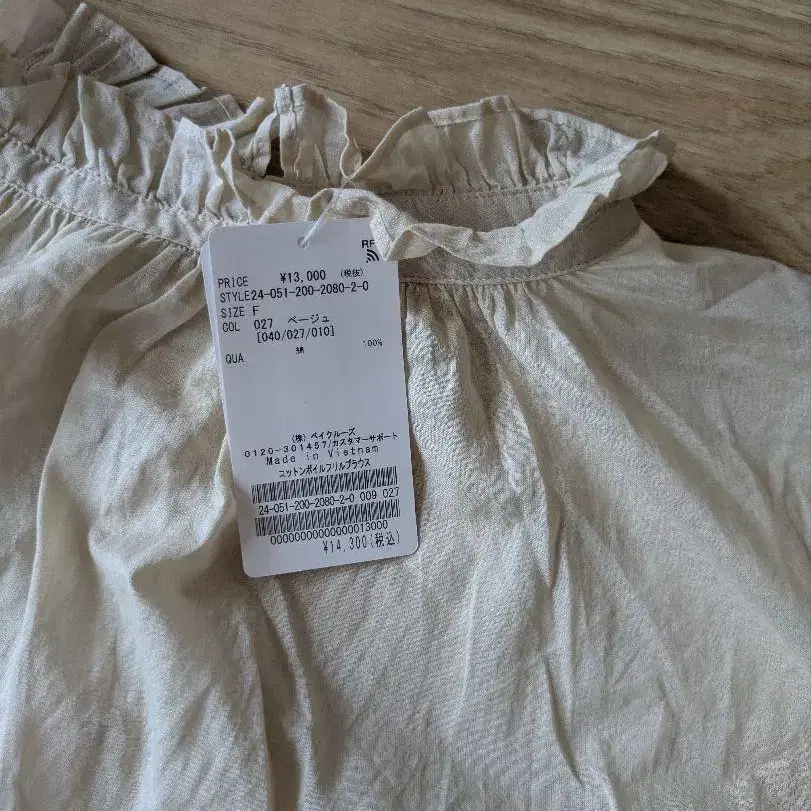 RF
PRICE ¥13,000 (税抜)
STYLE24-051-200-2080-2-0
SIZE F
COL 027 ベージュ
[040/027/010]
QUA 綿 100%
(株) ベイクルーズ
0120-301457/カスタマーサポート
Made in Vietnam
コットンボイルフリルブラウス
24-051-200-2080-2-0 009 027
00000000000000013000
¥14,300(税込)